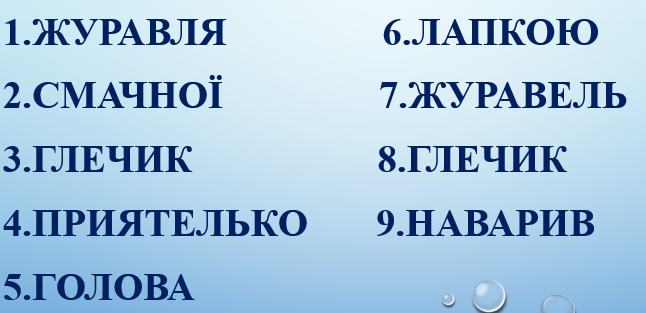 1.ЖУРАВЛЯ
2.СМАЧНОЇ
3.ГЛЕЧИК
4.ПРИЯТЕЛЬКО
5.ГОЛОВА
6.ЛАПКОЮ
7.ЖУРАВЕЛЬ
8.ГЛЕЧИК
9.НАВАРИВ